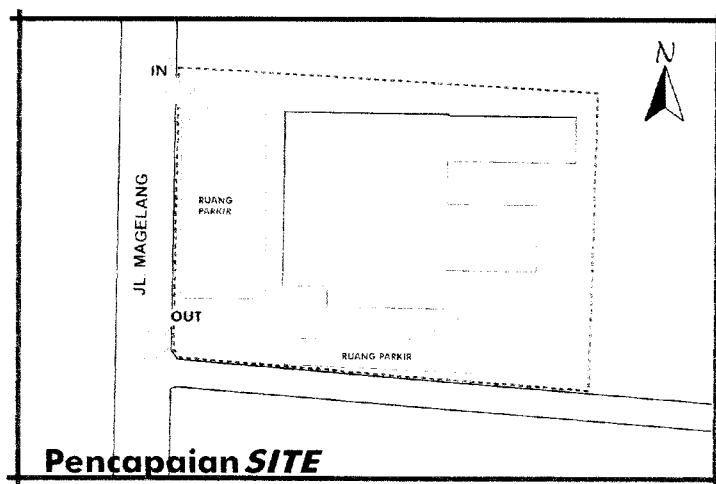 N
IN
JL. MAGELANG
RUANG
PARKIR
OUT
RUANG PARKIR
Pencapaian SITE